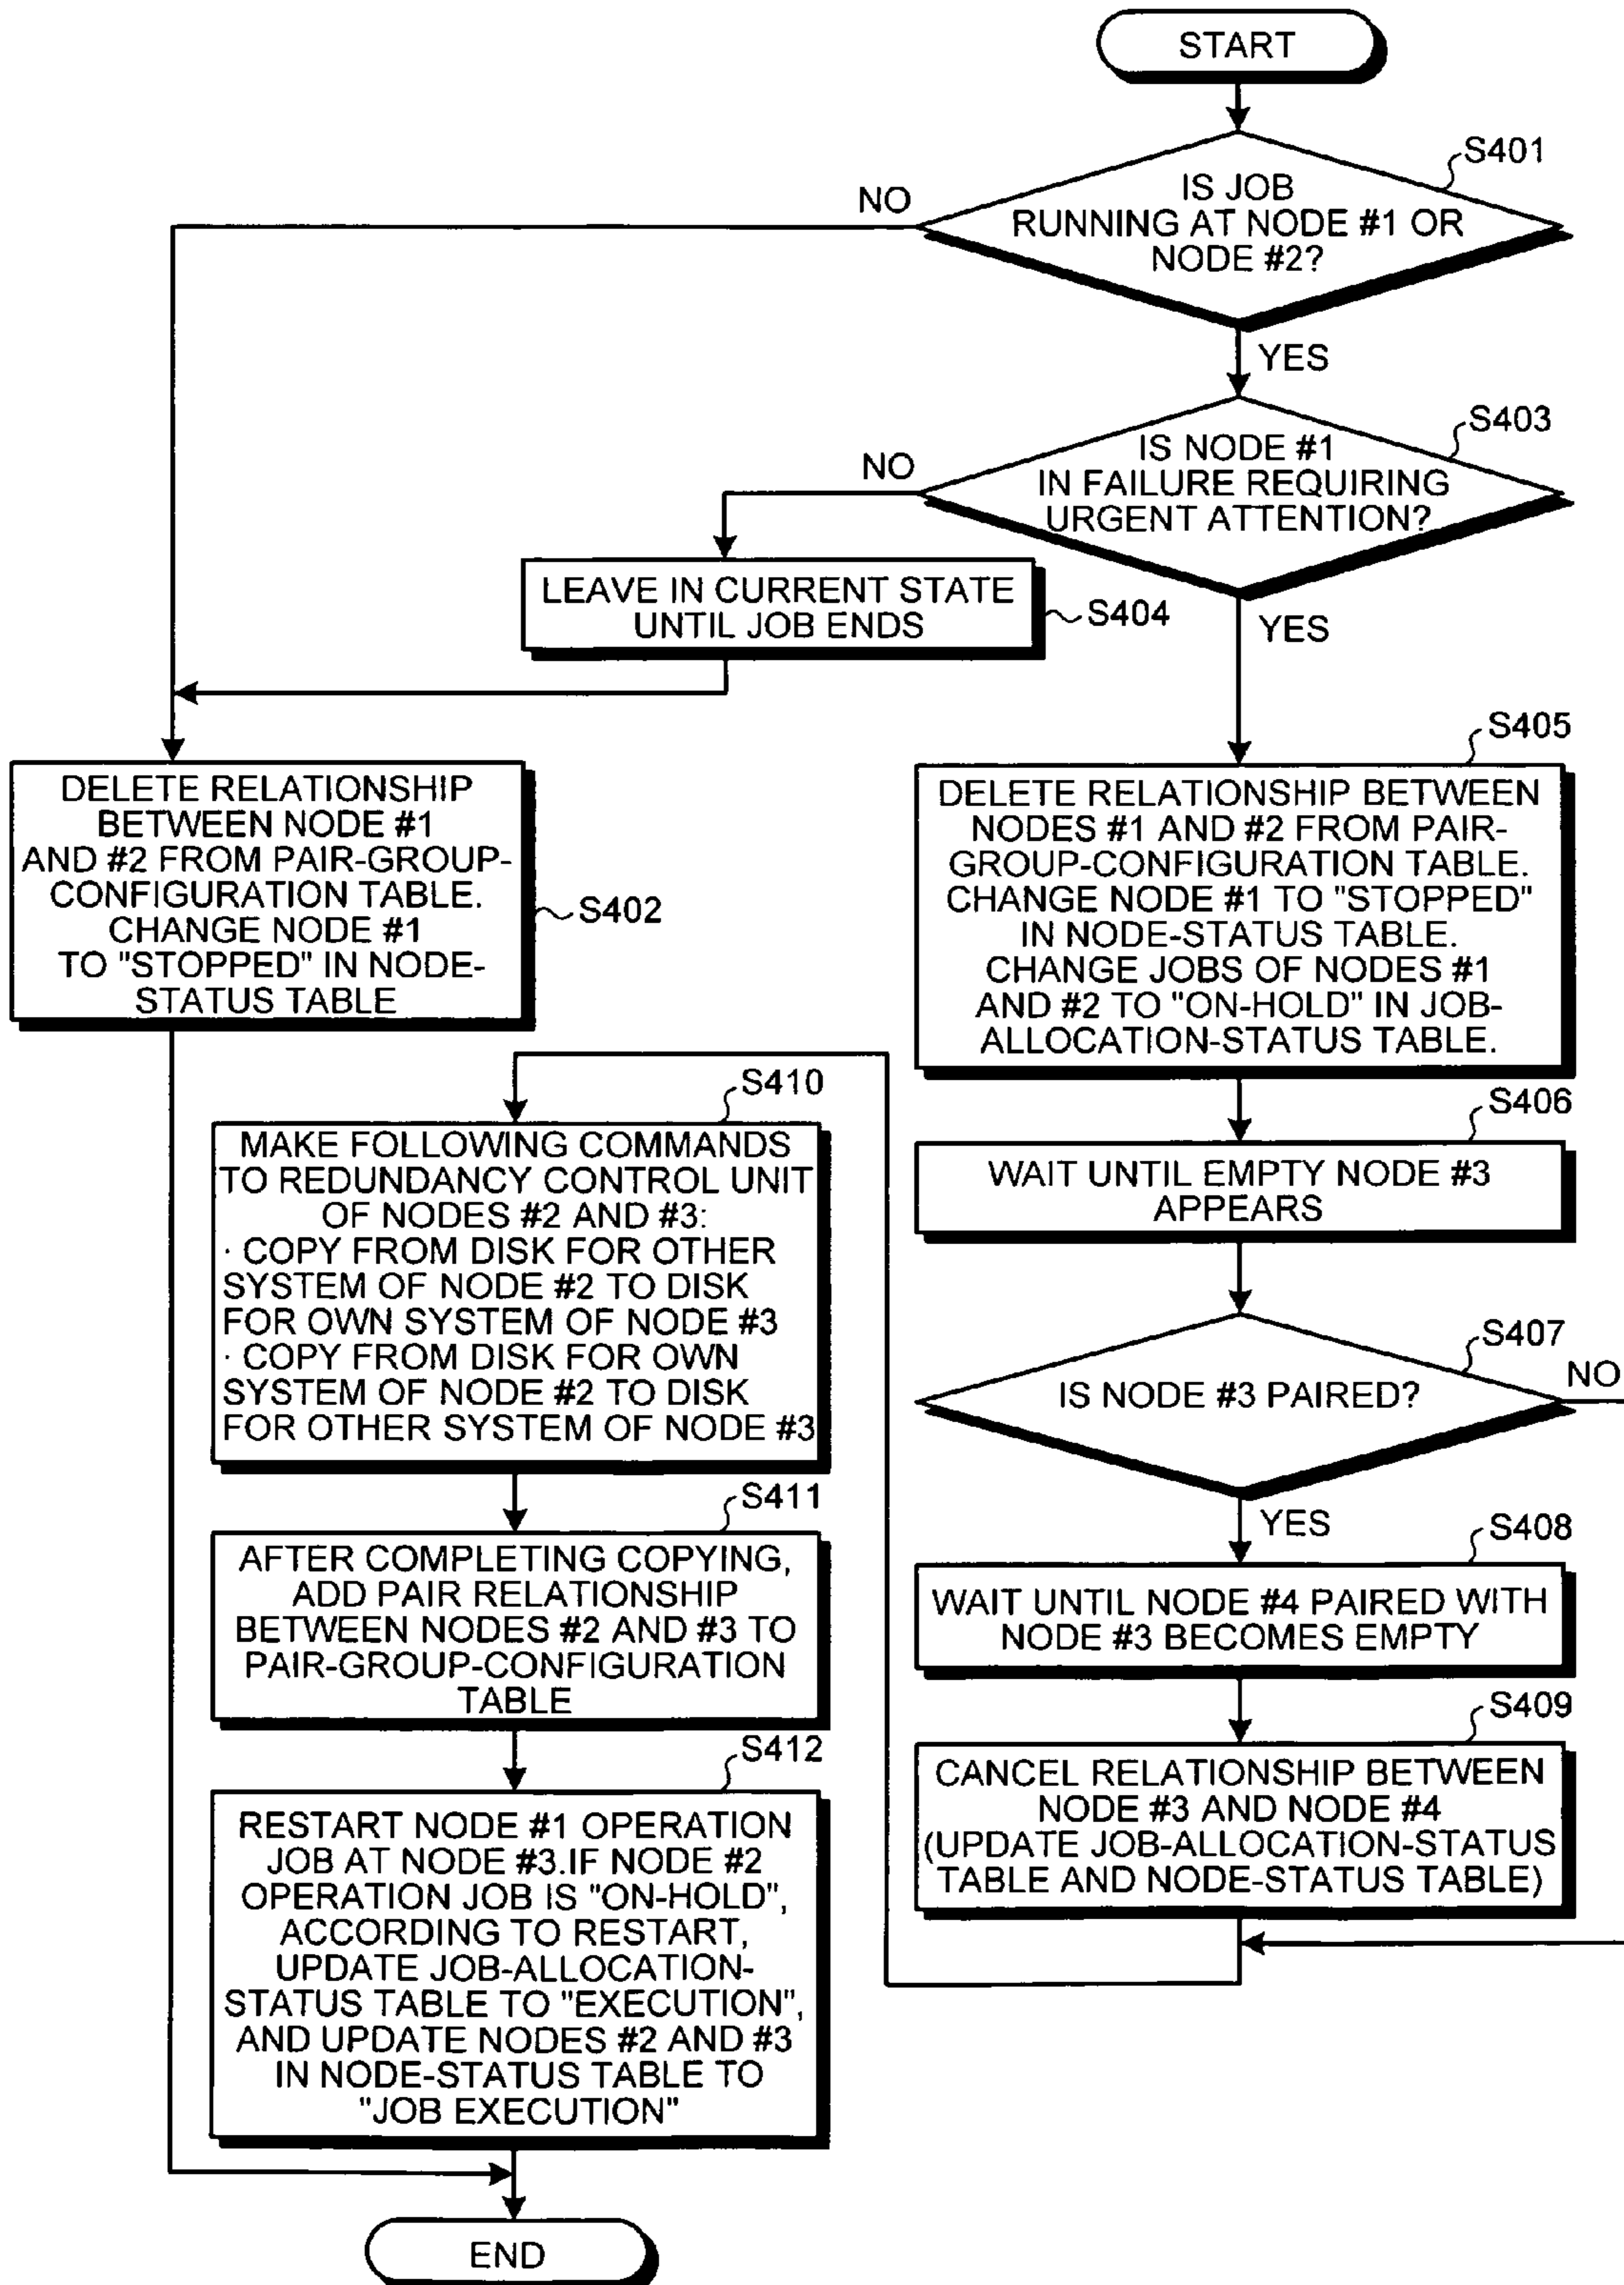 START
S401
IS JOB
RUNNING AT NODE #1 OR
NODE #2?
NO
YES
S403
IS NODE #1
IN FAILURE REQUIRING
URGENT ATTENTION?
NO
YES
LEAVE IN CURRENT STATE
UNTIL JOB ENDS
S404
DELETE RELATIONSHIP
BETWEEN NODE #1
AND #2 FROM PAIR-GROUP-
CONFIGURATION TABLE.
CHANGE NODE #1
TO "STOPPED" IN NODE-
STATUS TABLE
S402
S405
DELETE RELATIONSHIP BETWEEN
NODES #1 AND #2 FROM PAIR-
GROUP-CONFIGURATION TABLE.
CHANGE NODE #1 TO "STOPPED"
IN NODE-STATUS TABLE.
CHANGE JOBS OF NODES #1
AND #2 TO "ON-HOLD" IN JOB-
ALLOCATION-STATUS TABLE.
S406
WAIT UNTIL EMPTY NODE #3
APPEARS
S407
IS NODE #3 PAIRED?
NO
YES
S408
WAIT UNTIL NODE #4 PAIRED WITH
NODE #3 BECOMES EMPTY
S409
CANCEL RELATIONSHIP BETWEEN
NODE #3 AND NODE #4
(UPDATE JOB-ALLOCATION-STATUS
TABLE AND NODE-STATUS TABLE)
S410
MAKE FOLLOWING COMMANDS
TO REDUNDANCY CONTROL UNIT
OF NODES #2 AND #3:
· COPY FROM DISK FOR OTHER
SYSTEM OF NODE #2 TO DISK
FOR OWN SYSTEM OF NODE #3
· COPY FROM DISK FOR OWN
SYSTEM OF NODE #2 TO DISK
FOR OTHER SYSTEM OF NODE #3
S411
AFTER COMPLETING COPYING,
ADD PAIR RELATIONSHIP
BETWEEN NODES #2 AND #3 TO
PAIR-GROUP-CONFIGURATION
TABLE
S412
RESTART NODE #1 OPERATION
JOB AT NODE #3.IF NODE #2
OPERATION JOB IS "ON-HOLD",
ACCORDING TO RESTART,
UPDATE JOB-ALLOCATION-
STATUS TABLE TO "EXECUTION",
AND UPDATE NODES #2 AND #3
IN NODE-STATUS TABLE TO
"JOB EXECUTION"
END